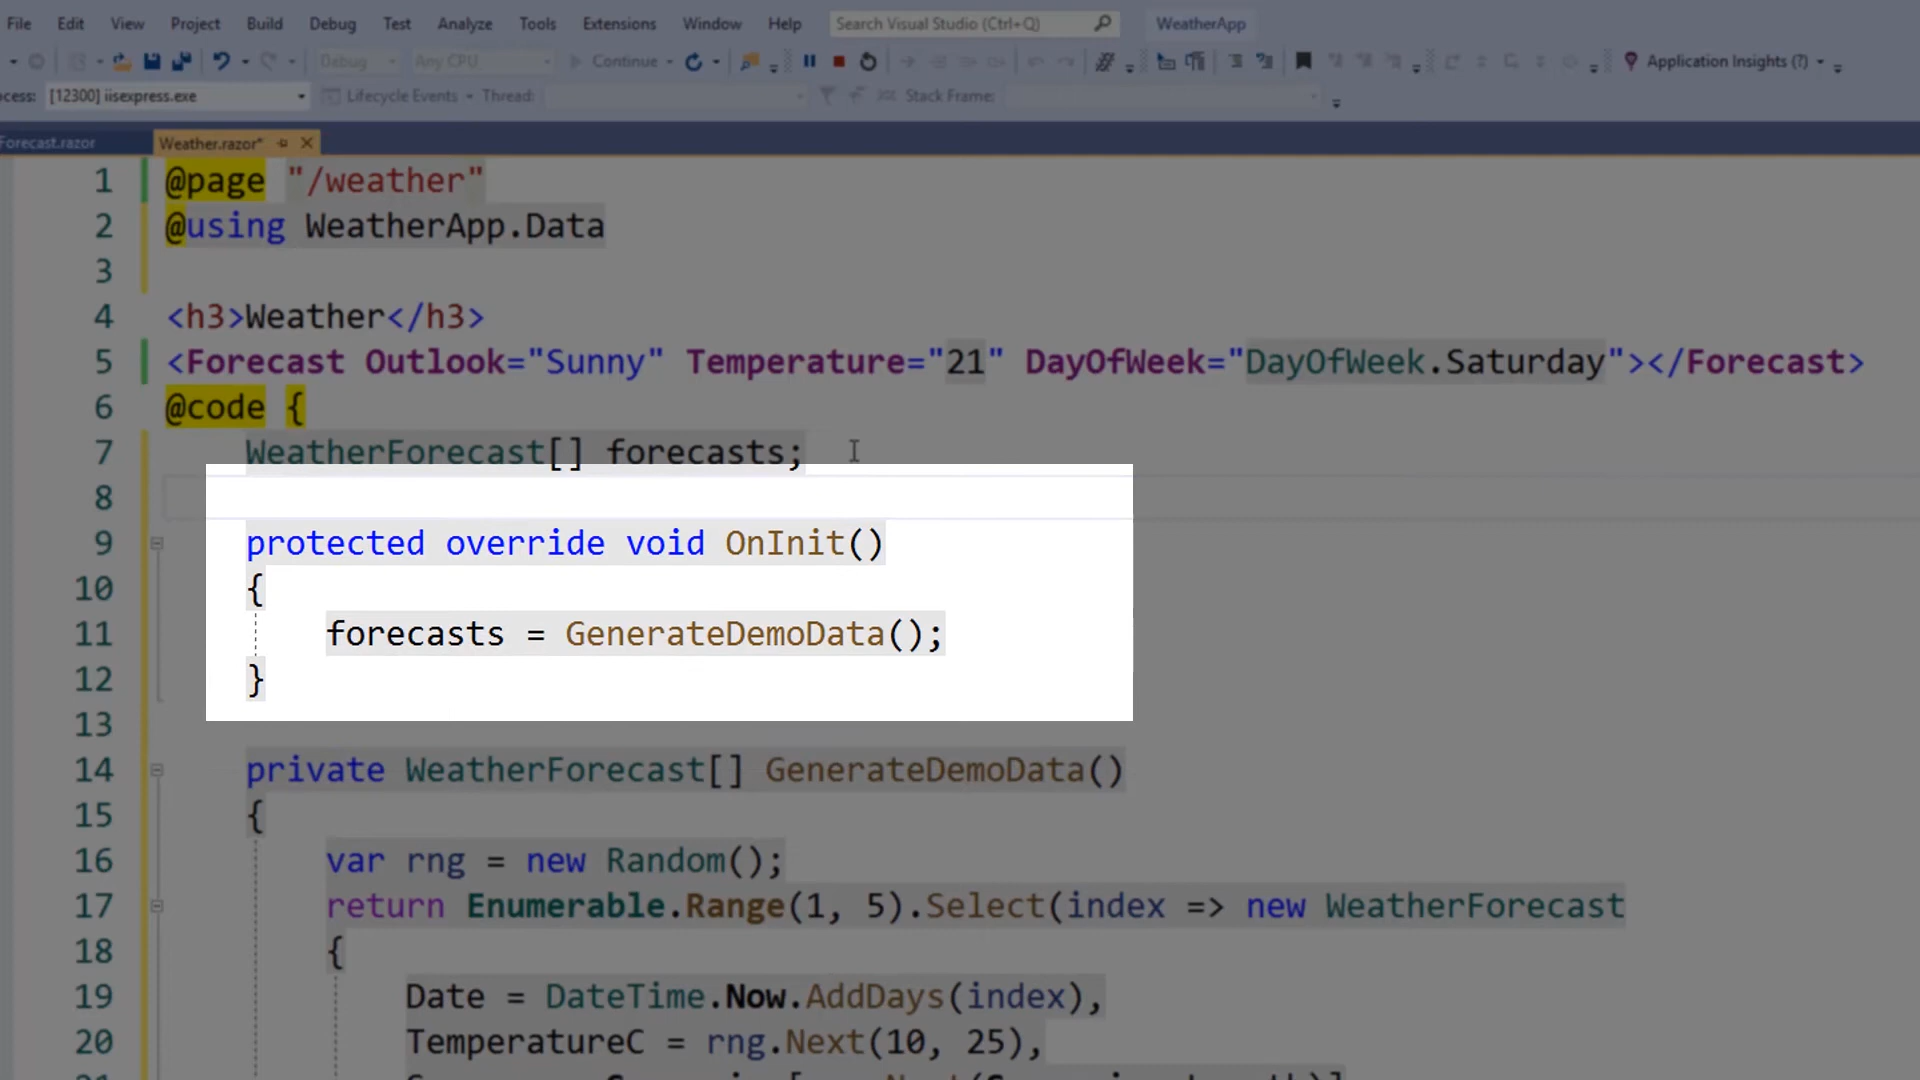 File Edit View Project Build Debug Test Analyze Tools Extensions Window Help Search Visual Studio (Ctrl+Q) WeatherApp
Debug Any CPU Continue Application Insights (?)
cess: [12300] iisexpress.exe Lifecycle Events Thread: Stack Frame:
Forecast.razor Weather.razor*
1 @page "/weather"
2 @using WeatherApp.Data
3
4 <h3>Weather</h3>
5 <Forecast Outlook="Sunny" Temperature="21" DayOfWeek="DayOfWeek.Saturday"></Forecast>
6 @code {
7 WeatherForecast[] forecasts;
8
9 protected override void OnInit()
10 {
11 forecasts = GenerateDemoData();
12 }
13
14 private WeatherForecast[] GenerateDemoData()
15 {
16 var rng = new Random();
17 return Enumerable.Range(1, 5).Select(index => new WeatherForecast
18 {
19 Date = DateTime.Now.AddDays(index),
20 TemperatureC = rng.Next(10, 25),